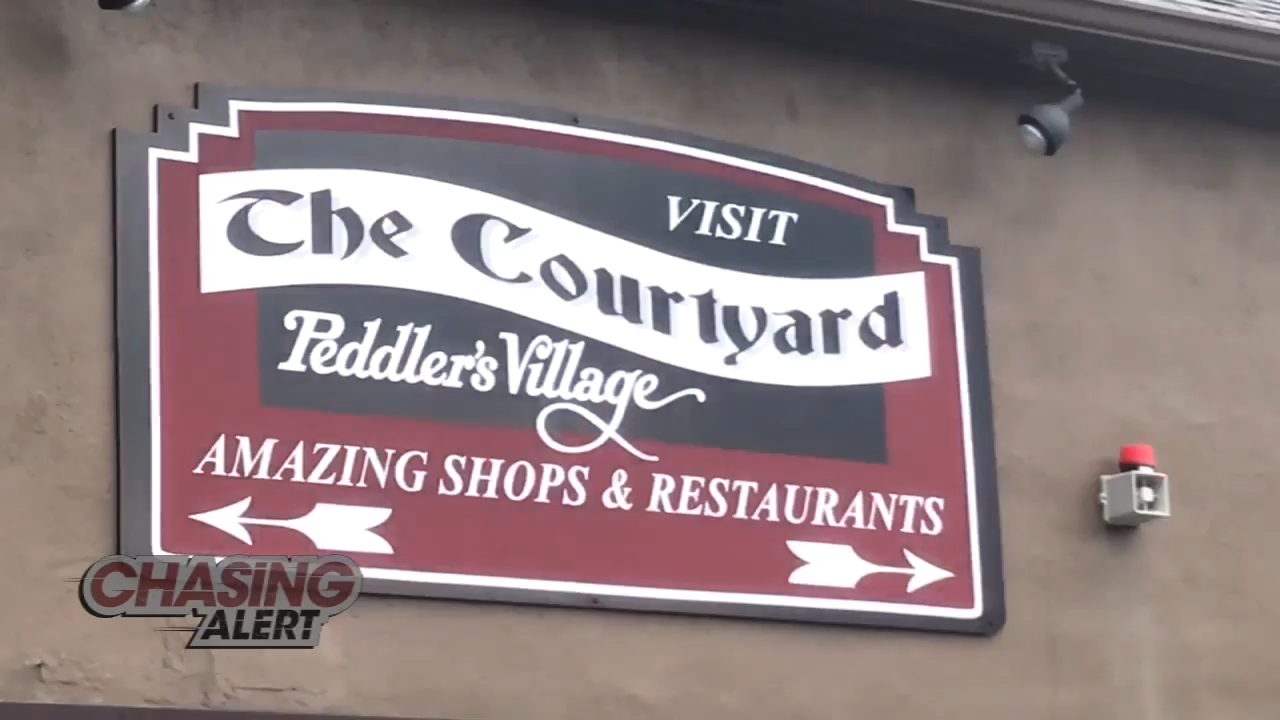 VISIT
The Courtyard
Peddler's Village
AMAZING SHOPS & RESTAURANTS
CHASiNG
'ALERT